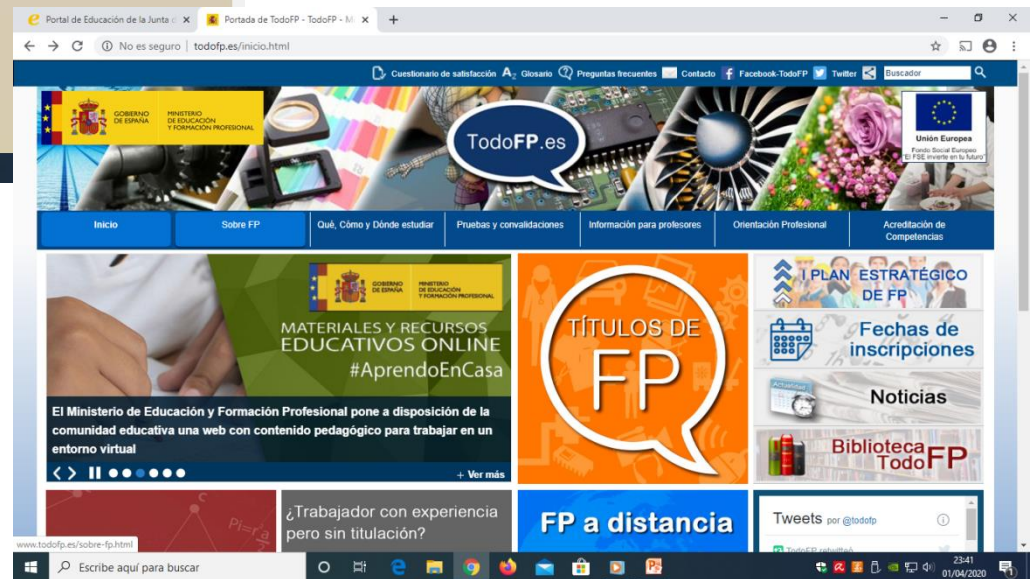 Portal de Educación de la Junta d
Portada de TodoFP - TodoFP - M
No es seguro | todofp.es/inicio.html
Cuestionario de satisfacción Glosario Preguntas frecuentes Contacto Facebook-TodoFP Twitter Buscador
GOBIERNO DE ESPAÑA
MINISTERIO DE EDUCACIÓN Y FORMACIÓN PROFESIONAL
TodoFP.es
Unión Europea
Fondo Social Europeo
"El FSE invierte en tu futuro"
Inicio
Sobre FP
Qué, Cómo y Dónde estudiar
Pruebas y convalidaciones
Información para profesores
Orientación Profesional
Acreditación de
Competencias
GOBIERNO DE ESPAÑA
MINISTERIO DE EDUCACIÓN Y FORMACIÓN PROFESIONAL
MATERIALES Y RECURSOS
EDUCATIVOS ONLINE
#AprendoEnCasa
El Ministerio de Educación y Formación Profesional pone a disposición de la
comunidad educativa una web con contenido pedagógico para trabajar en un
entorno virtual
+ Ver más
TÍTULOS DE
FP
I PLAN ESTRATÉGICO
DE FP
Fechas de
inscripciones
Actualidad
Noticias
Biblioteca
TodoFP
¿Trabajador con experiencia
pero sin titulación?
FP a distancia
Tweets por @todofp
TodoFP retwitteó
www.todofp.es/sobre-fp.html
Escribe aquí para buscar
23:41
01/04/2020